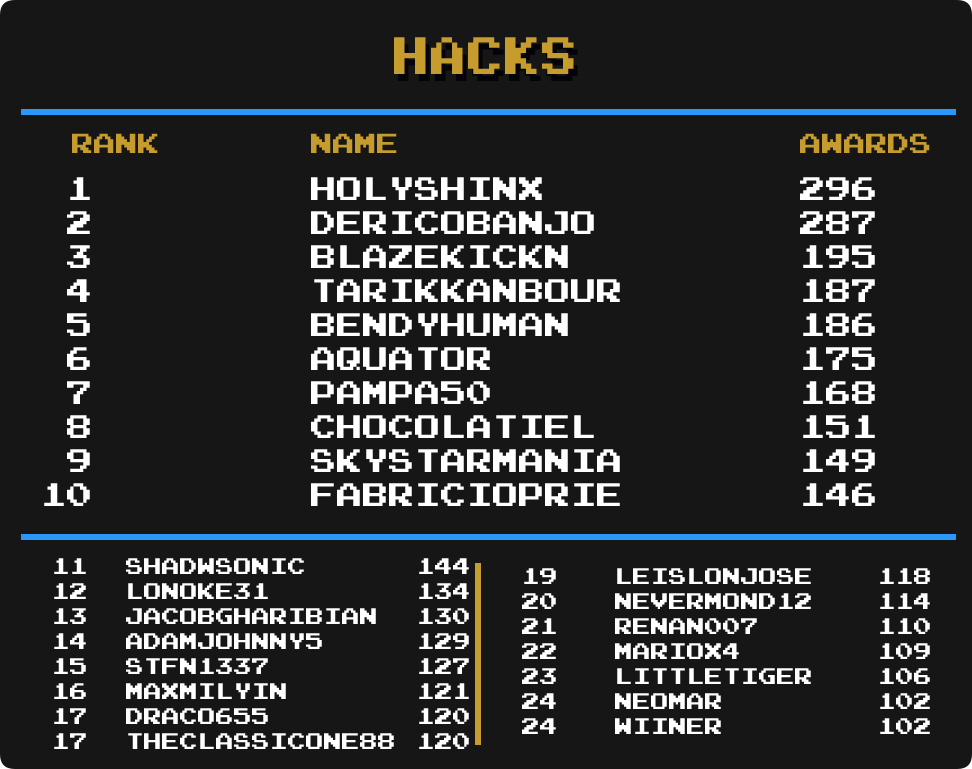 HACKS
RANK NAME AWARDS
1 HOLYSHINX 296
2 DERICOBANJO 287
3 BLAZEKICKN 195
4 TARIKKANBOUR 187
5 BENDYHUMAN 186
6 AQUATOR 175
7 PAMPA50 168
8 CHOCOLATIEL 151
9 SKYSTARMANIA 149
10 FABRICIOPRIE 146
11 SHADWSONIC 144
12 LONOKE31 134
13 JACOBGHARIBIAN 130
14 ADAMJOHNNY5 129
15 STFN1337 127
16 MAXMILYIN 121
17 DRACO655 120
17 THECLASSICONE88 120
19 LEISLONJOSE 118
20 NEVERMOND12 114
21 RENAN007 110
22 MARIOX4 109
23 LITTLETIGER 106
24 NEOMAR 102
24 WIINER 102